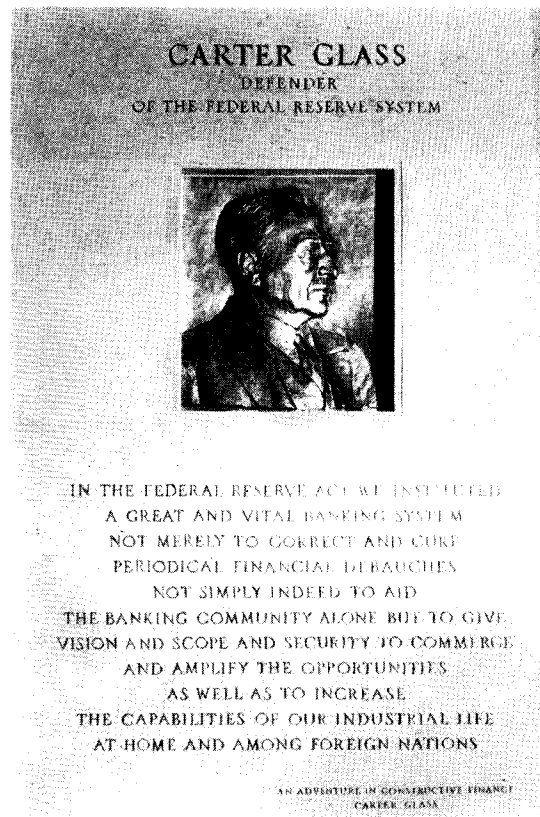 CARTER GLASS
DEFENDER
OF THE FEDERAL RESERVE SYSTEM
IN THE FEDERAL RESERVE ACT WE INSTITUTED
A GREAT AND VITAL BANKING SYSTEM
NOT MERELY TO CORRECT AND CURE
PERIODICAL FINANCIAL DEBAUCHES
NOT SIMPLY INDEED TO AID
THE BANKING COMMUNITY ALONE BUT TO GIVE
VISION AND SCOPE AND SECURITY TO COMMERCE
AND AMPLIFY THE OPPORTUNITIES
AS WELL AS TO INCREASE
THE CAPABILITIES OF OUR INDUSTRIAL LIFE
AT HOME AND AMONG FOREIGN NATIONS
AN ADVENTURE IN CONSTRUCTIVE FINANCE
CARTER GLASS